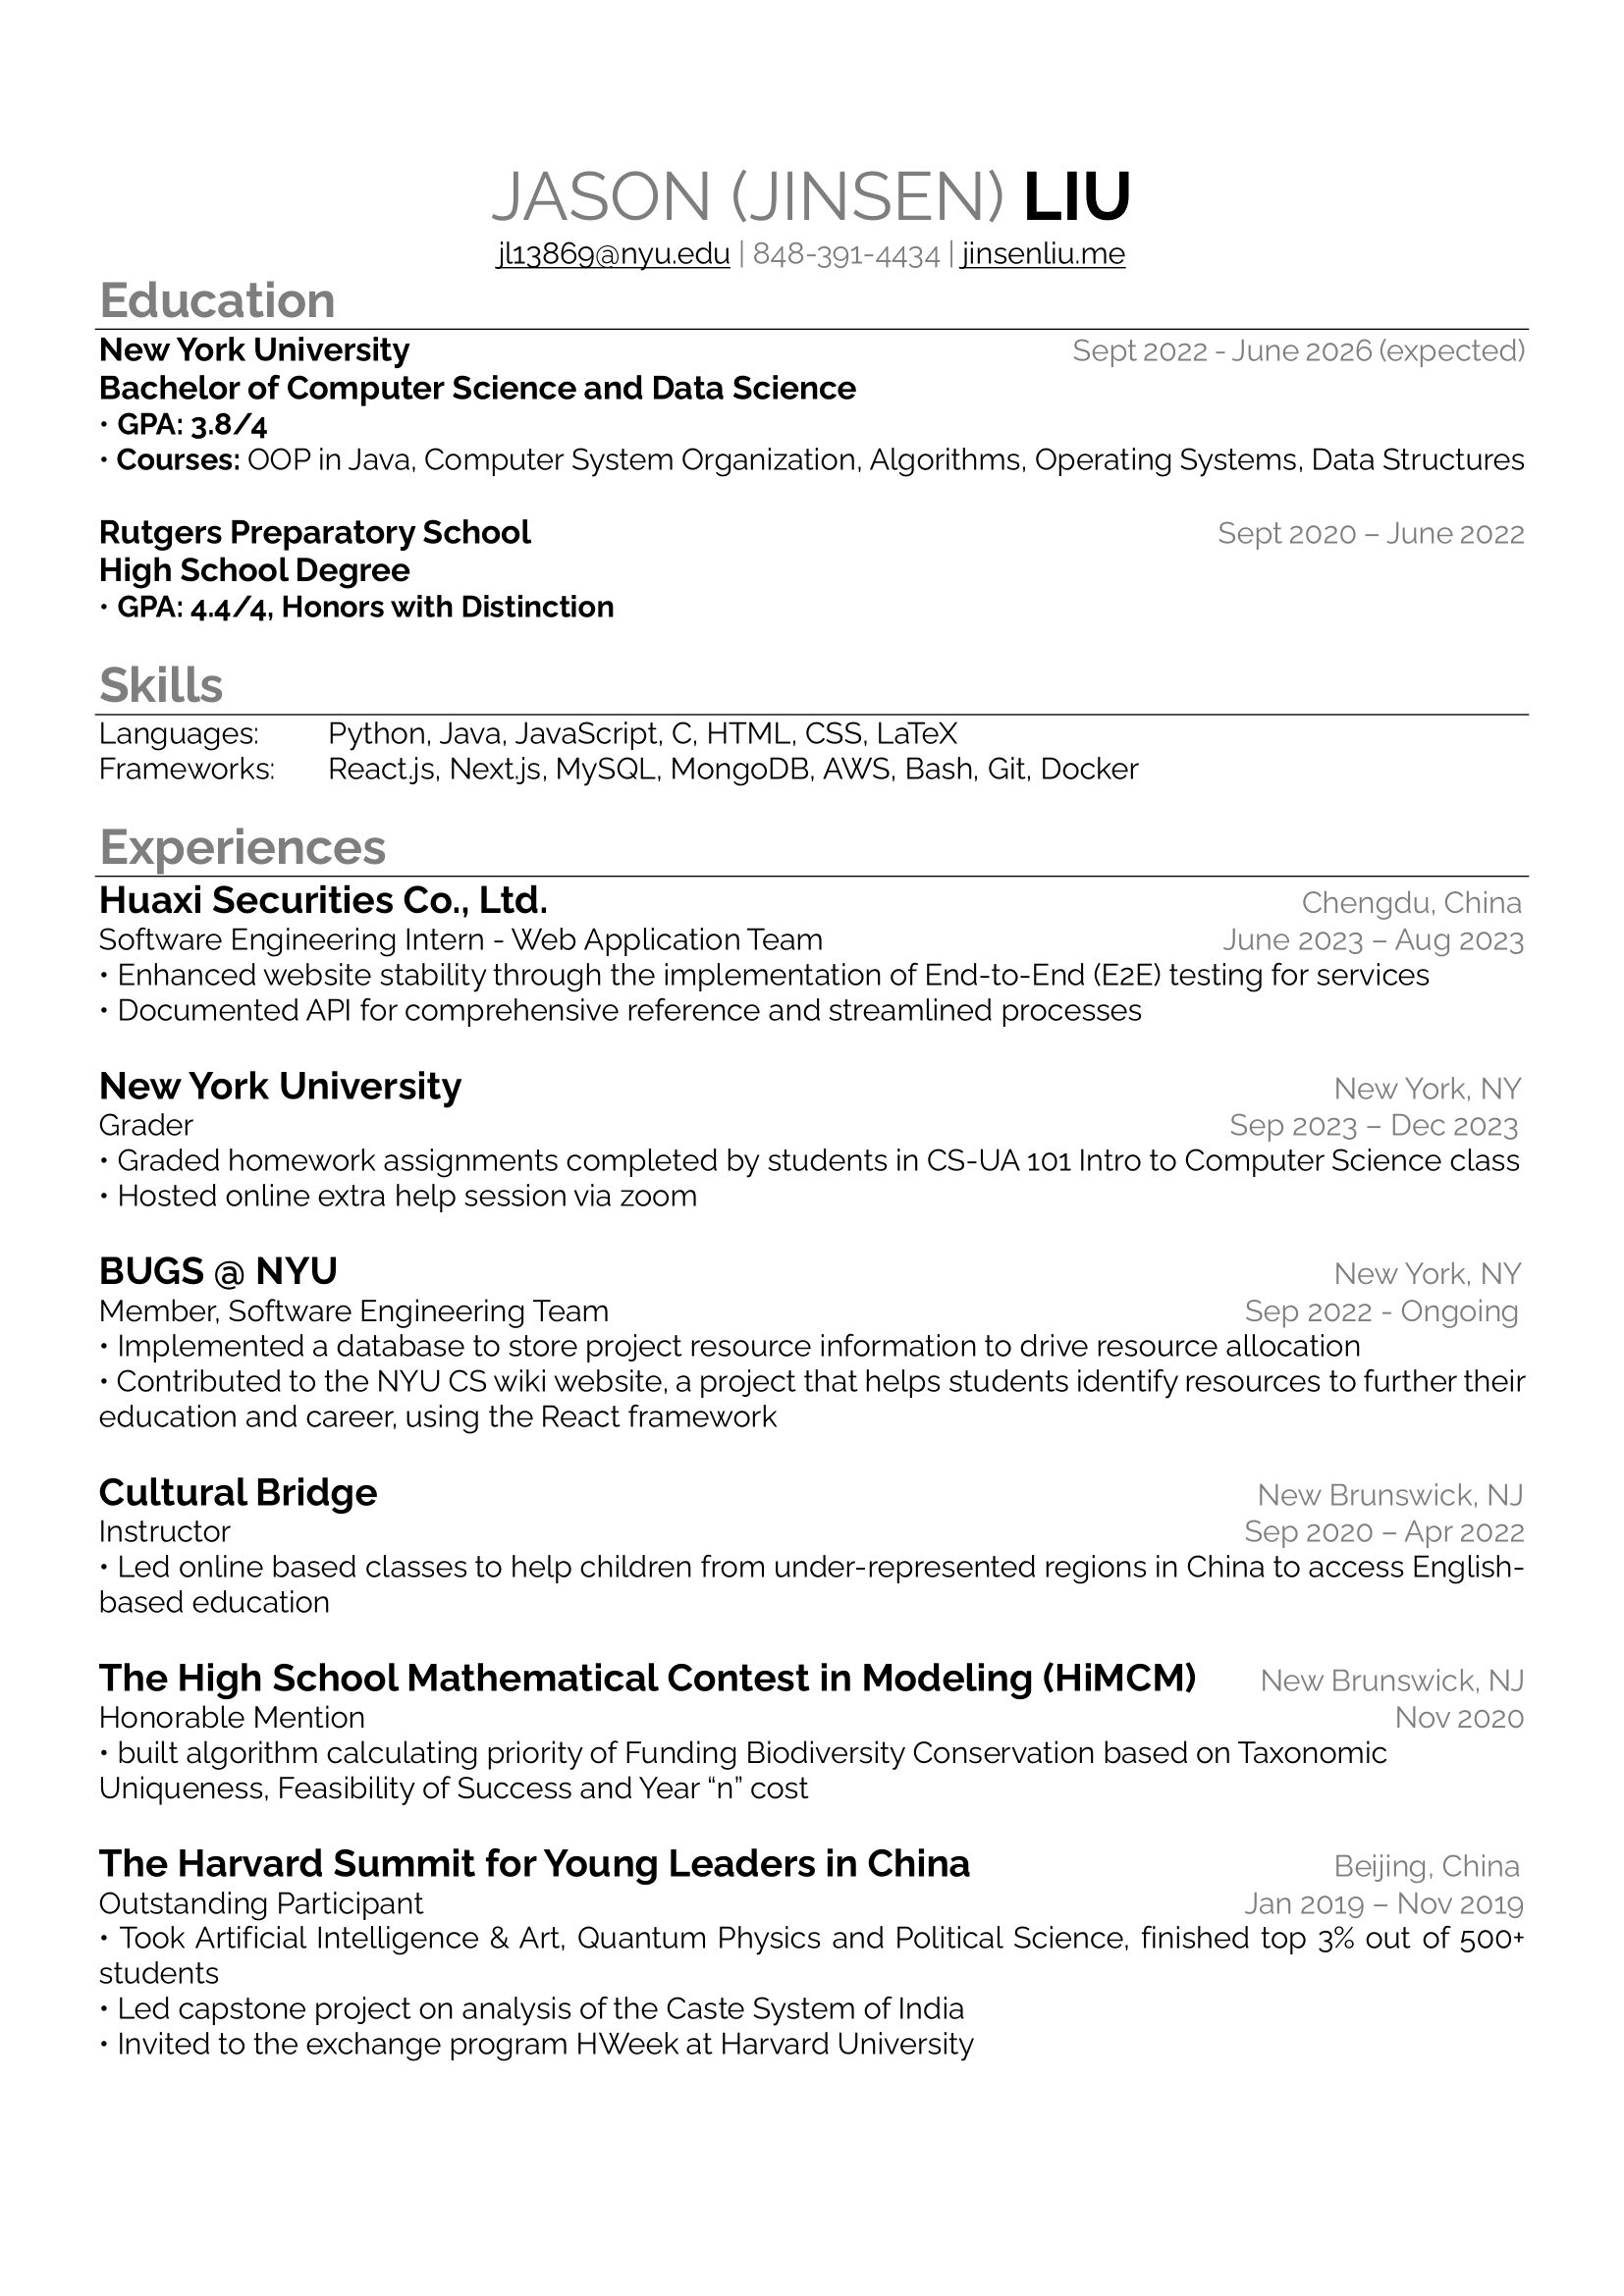 JASON (JINSEN) LIU
jl13869@nyu.edu | 848-391-4434 | jinsenliu.me
Education
New York University Sept 2022 - June 2026 (expected)
Bachelor of Computer Science and Data Science
• GPA: 3.8/4
• Courses: OOP in Java, Computer System Organization, Algorithms, Operating Systems, Data Structures
Rutgers Preparatory School Sept 2020 – June 2022
High School Degree
• GPA: 4.4/4, Honors with Distinction
Skills
Languages: Python, Java, JavaScript, C, HTML, CSS, LaTeX
Frameworks: React.js, Next.js, MySQL, MongoDB, AWS, Bash, Git, Docker
Experiences
Huaxi Securities Co., Ltd. Chengdu, China
Software Engineering Intern - Web Application Team June 2023 – Aug 2023
• Enhanced website stability through the implementation of End-to-End (E2E) testing for services
• Documented API for comprehensive reference and streamlined processes
New York University New York, NY
Grader Sep 2023 – Dec 2023
• Graded homework assignments completed by students in CS-UA 101 Intro to Computer Science class
• Hosted online extra help session via zoom
BUGS @ NYU New York, NY
Member, Software Engineering Team Sep 2022 - Ongoing
• Implemented a database to store project resource information to drive resource allocation
• Contributed to the NYU CS wiki website, a project that helps students identify resources to further their
education and career, using the React framework
Cultural Bridge New Brunswick, NJ
Instructor Sep 2020 – Apr 2022
• Led online based classes to help children from under-represented regions in China to access English-
based education
The High School Mathematical Contest in Modeling (HiMCM) New Brunswick, NJ
Honorable Mention Nov 2020
• built algorithm calculating priority of Funding Biodiversity Conservation based on Taxonomic
Uniqueness, Feasibility of Success and Year “n” cost
The Harvard Summit for Young Leaders in China Beijing, China
Outstanding Participant Jan 2019 – Nov 2019
• Took Artificial Intelligence & Art, Quantum Physics and Political Science, finished top 3% out of 500+
students
• Led capstone project on analysis of the Caste System of India
• Invited to the exchange program HWeek at Harvard University